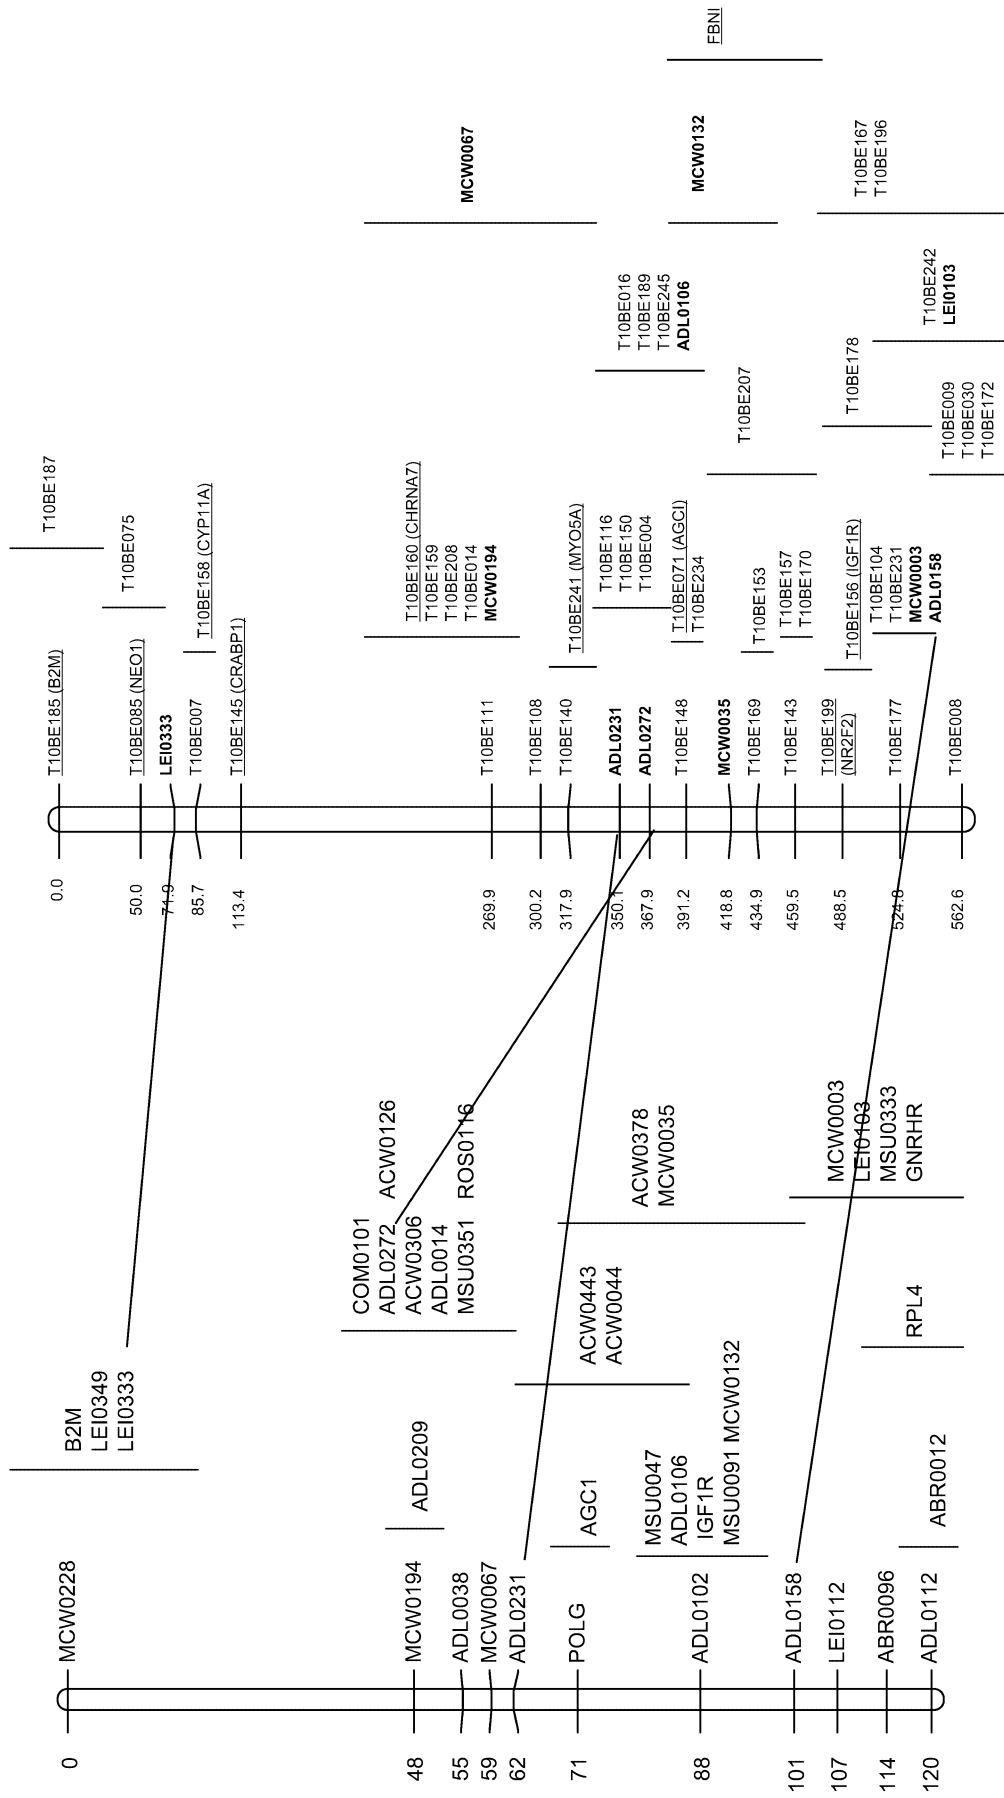 0
48
55
59
62
71
88
101
107
114
120
MCW0228
MCW0194
ADL0038
MCW0067
ADL0231
POLG
ADL0102
ADL0158
LEI0112
ABR0096
ADL0112
B2M
LEI0349
LEI0333
ADL0209
AGC1
MSU0047
ADL0106
IGF1R
MSU0091 MCW0132
ABR0012
COM0101
ADL0272 ACW0126
ACW0306
ADL0014
MSU0351 ROS0116
ACW0443
ACW0044
RPL4
ACW0378
MCW0035
MCW0003
LEI0103
MSU0333
GNRHR
0.0
50.0
71.9
85.7
113.4
269.9
300.2
317.9
350.1
367.9
391.2
418.8
434.9
459.5
488.5
524.8
562.6
T10BE185 (B2M)
T10BE085 (NEO1)
LEI0333
T10BE007
T10BE145 (CRABP1)
T10BE111
T10BE108
T10BE140
ADL0231
ADL0272
T10BE148
MCW0035
T10BE169
T10BE143
T10BE199
(NR2F2)
T10BE177
T10BE008
T10BE187
T10BE075
T10BE158 (CYP11A)
T10BE160 (CHRNA7)
T10BE159
T10BE208
T10BE014
MCW0194
T10BE241 (MYO5A)
T10BE116
T10BE150
T10BE004
T10BE071 (AGCI)
T10BE234
T10BE153
T10BE157
T10BE170
T10BE156 (IGF1R)
T10BE104
T10BE231
MCW0003
ADL0158
T10BE207
T10BE178
T10BE009
T10BE030
T10BE172
T10BE016
T10BE189
T10BE245
ADL0106
T10BE242
LEI0103
MCW0067
MCW0132
T10BE167
T10BE196
FBNI